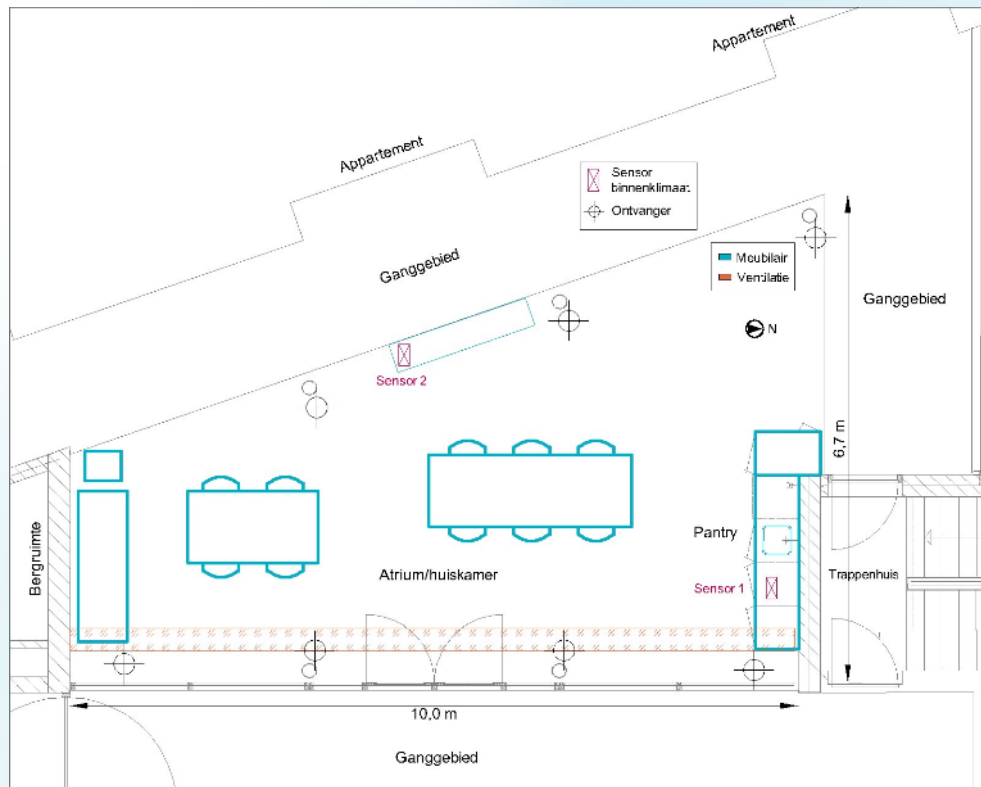 Appartement
Appartement
Sensor
binnenklimaat
Ontvanger
Ganggebied
Meubilair
Ventilatie
Ganggebied
N
Sensor 2
6,7 m
Pantry
Bergruimte
Atrium/huiskamer
Sensor 1
Trappenhuis
10,0 m
Ganggebied